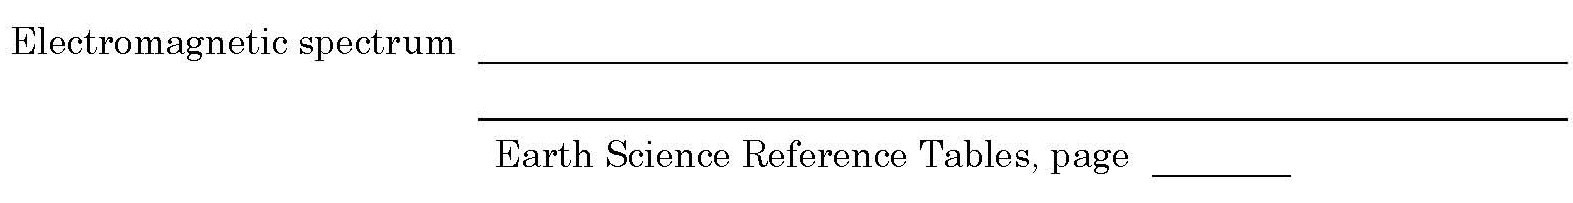 Electromagnetic spectrum
Earth Science Reference Tables, page